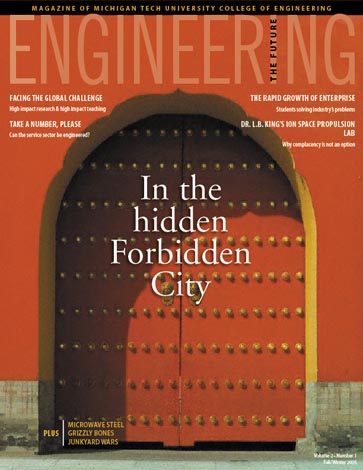 MAGAZINE OF MICHIGAN TECH UNIVERSITY COLLEGE OF ENGINEERING
ENGINEERING
THE FUTURE
FACING THE GLOBAL CHALLENGE
High impact research & high impact teaching
TAKE A NUMBER, PLEASE
Can the service sector be engineered?
THE RAPID GROWTH OF ENTERPRISE
Students solving industry's problems
DR. L.B. KING'S ION SPACE PROPULSION
LAB
Why complacency is not an option
In the
hidden
Forbidden
City
PLUS
MICROWAVE STEEL
GRIZZLY BONES
JUNKYARD WARS
Volume 2 • Number 1
Fall/Winter 2005